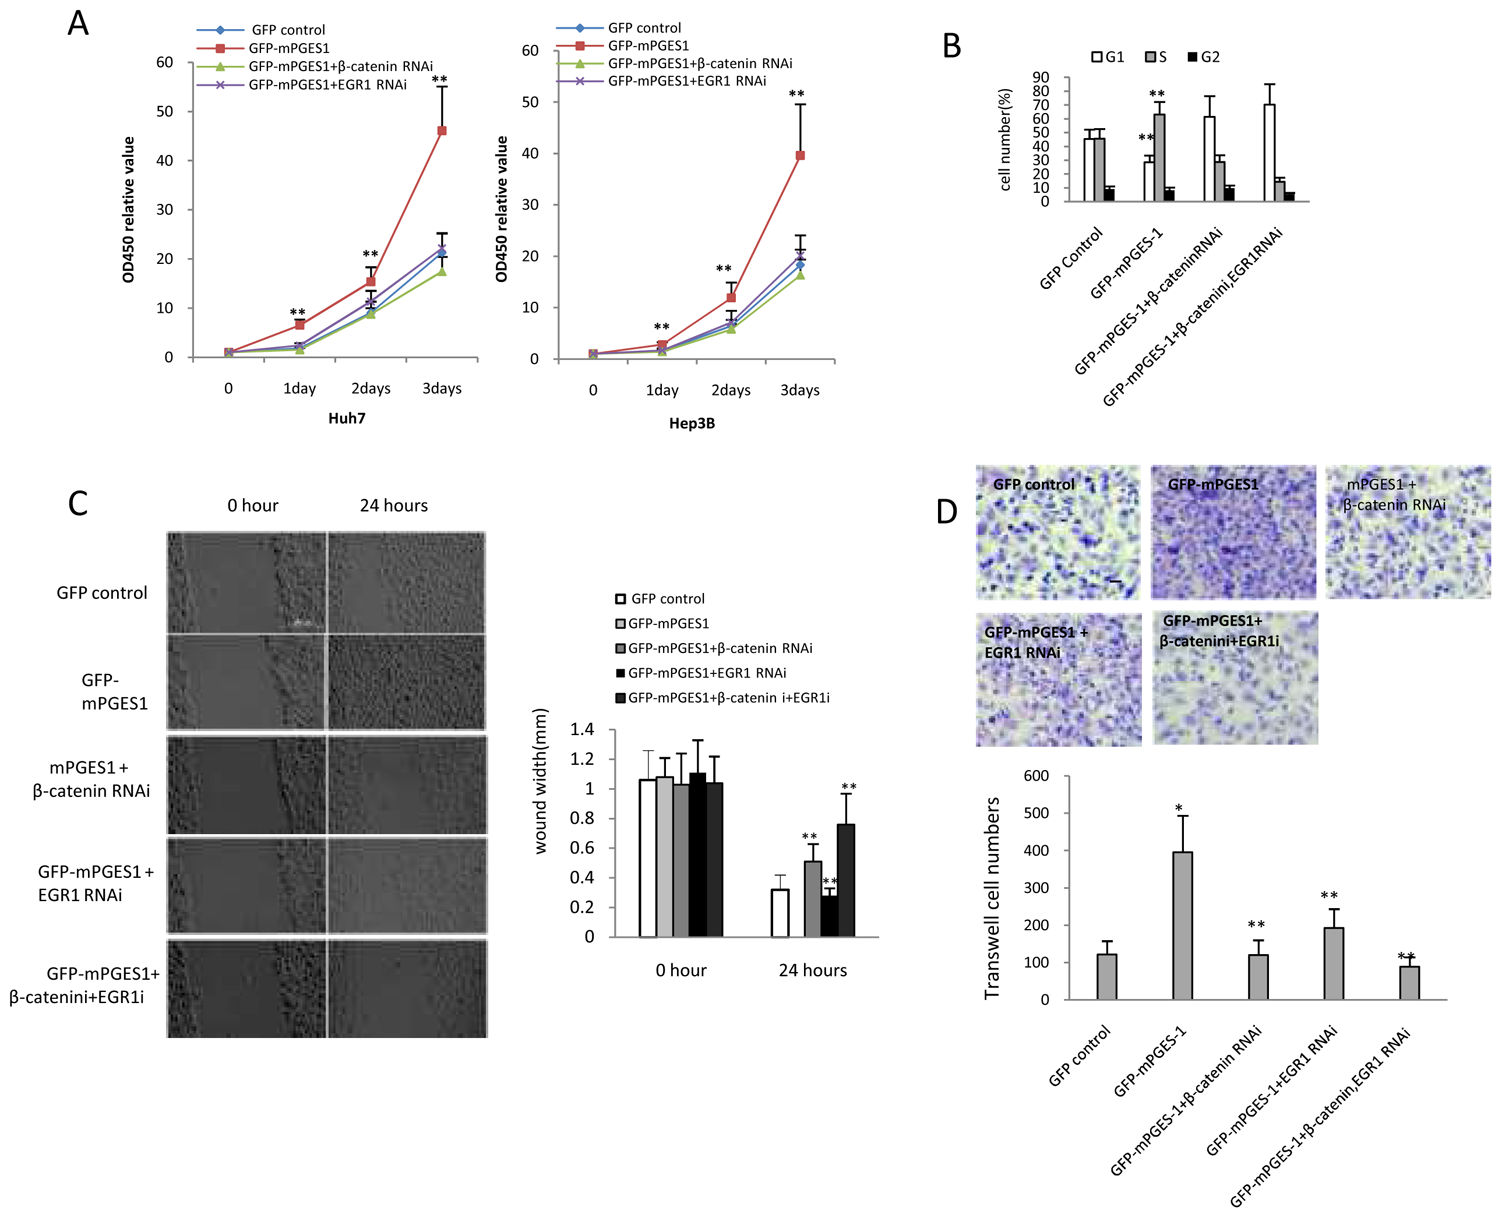 A
GFP control
GFP-mPGES1
GFP-mPGES1+β-catenin RNAi
GFP-mPGES1+EGR1 RNAi
60
50
40
30
20
10
0
OD450 relative value
**
**
**
0
1day
2days
3days
Huh7
GFP control
GFP-mPGES1
GFP-mPGES1+β-catenin RNAi
GFP-mPGES1+EGR1 RNAi
60
50
40
30
20
10
0
OD450 relative value
**
**
**
0
1day
2days
3days
Hep3B
B
G1
S
G2
90
80
70
60
50
40
30
20
10
0
cell number(%)
**
**
GFP Control
GFP-mPGES-1
GFP-mPGES-1+β-cateninRNAi
GFP-mPGES-1+β-catenini,EGR1RNAi
C
0 hour
24 hours
GFP control
GFP-
mPGES1
mPGES1 +
β-catenin RNAi
GFP-mPGES1 +
EGR1 RNAi
GFP-mPGES1+
β-catenini+EGR1i
GFP control
GFP-mPGES1
GFP-mPGES1+β-catenin RNAi
GFP-mPGES1+EGR1 RNAi
GFP-mPGES1+β-catenin i+EGR1i
1.4
1.2
1
0.8
0.6
0.4
0.2
0
wound width(mm)
**
**
**
0 hour
24 hours
D
GFP control
GFP-mPGES1
mPGES1 +
β-catenin RNAi
GFP-mPGES1 +
EGR1 RNAi
GFP-mPGES1+
β-catenini+EGR1i
600
500
400
300
200
100
0
Transwell cell numbers
*
**
**
**
GFP control
GFP-mPGES-1
GFP-mPGES-1+β-catenin RNAi
GFP-mPGES-1+EGR1 RNAi
GFP-mPGES-1+β-catenin,EGR1 RNAi